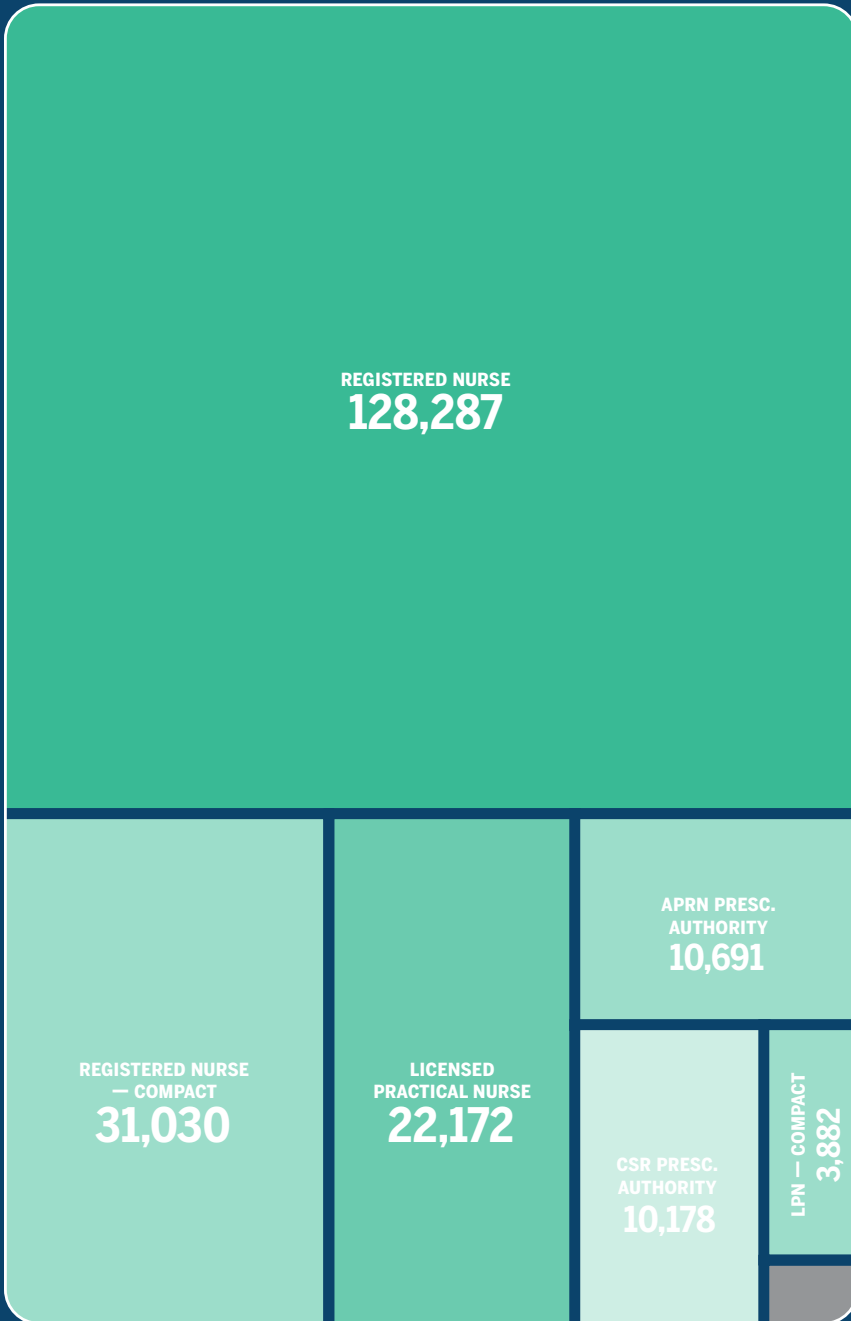 REGISTERED NURSE
128,287
REGISTERED NURSE
— COMPACT
31,030
LICENSED
PRACTICAL NURSE
22,172
APRN PRESC.
AUTHORITY
10,691
CSR PRESC.
AUTHORITY
10,178
LPN — COMPACT
3,882